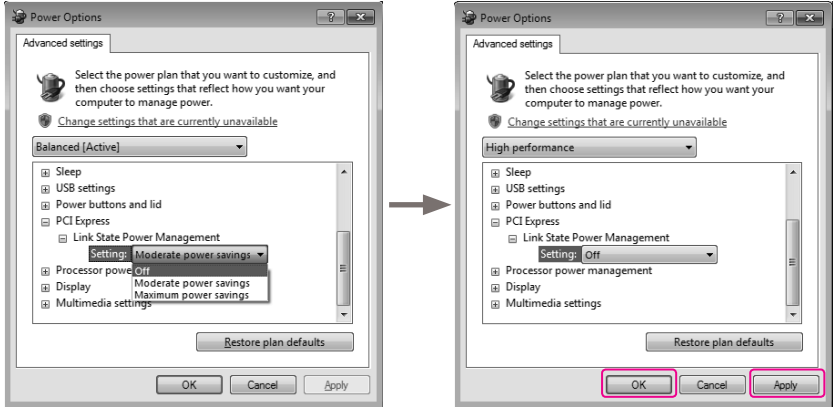 Power Options
Advanced settings
Select the power plan that you want to customize, and
then choose settings that reflect how you want your
computer to manage power.
Change settings that are currently unavailable
Balanced [Active]
Sleep
USB settings
Power buttons and lid
PCI Express
Link State Power Management
Setting: Moderate power savings
Processor powe
Off
Moderate power savings
Maximum power savings
Display
Multimedia settings
Restore plan defaults
OK Cancel Apply
Power Options
Advanced settings
Select the power plan that you want to customize, and
then choose settings that reflect how you want your
computer to manage power.
Change settings that are currently unavailable
High performance
Sleep
USB settings
Power buttons and lid
PCI Express
Link State Power Management
Setting: Off
Processor power management
Display
Multimedia settings
Restore plan defaults
OK Cancel Apply